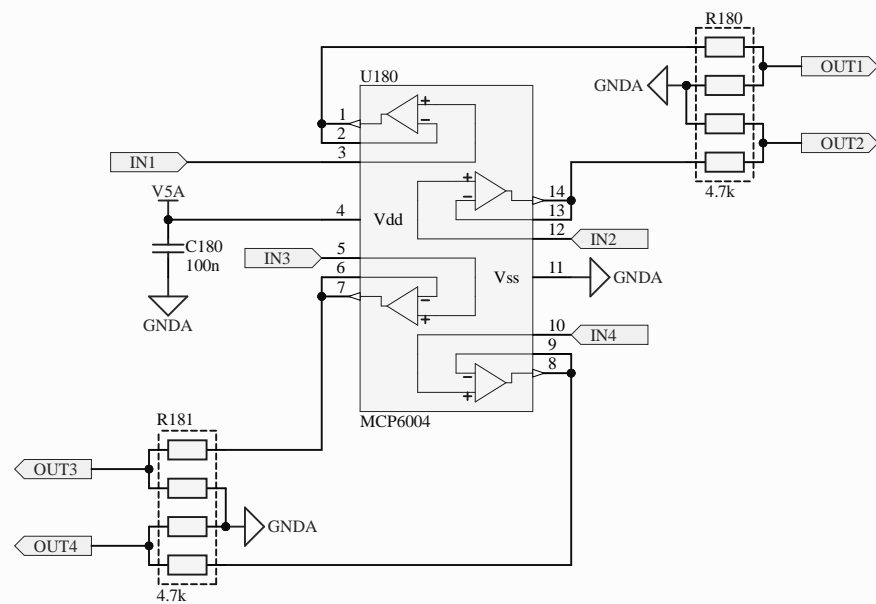 R180
OUT1
U180
GNDA
1
2
OUT2
IN1
3
4.7k
14
13
V5A
4
Vdd
12
IN2
C180
100n
IN3
5
6
7
Vss
11
GNDA
GNDA
10
IN4
9
8
MCP6004
R181
OUT3
GNDA
OUT4
4.7k